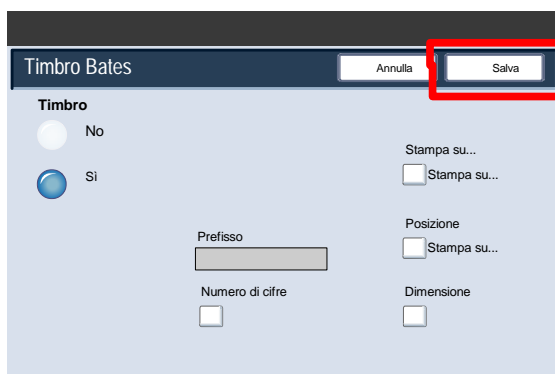 Timbro Bates
Annulla
Salva
Timbro
No
Sì
Stampa su...
Stampa su...
Posizione
Stampa su...
Prefisso
Numero di cifre
Dimensione